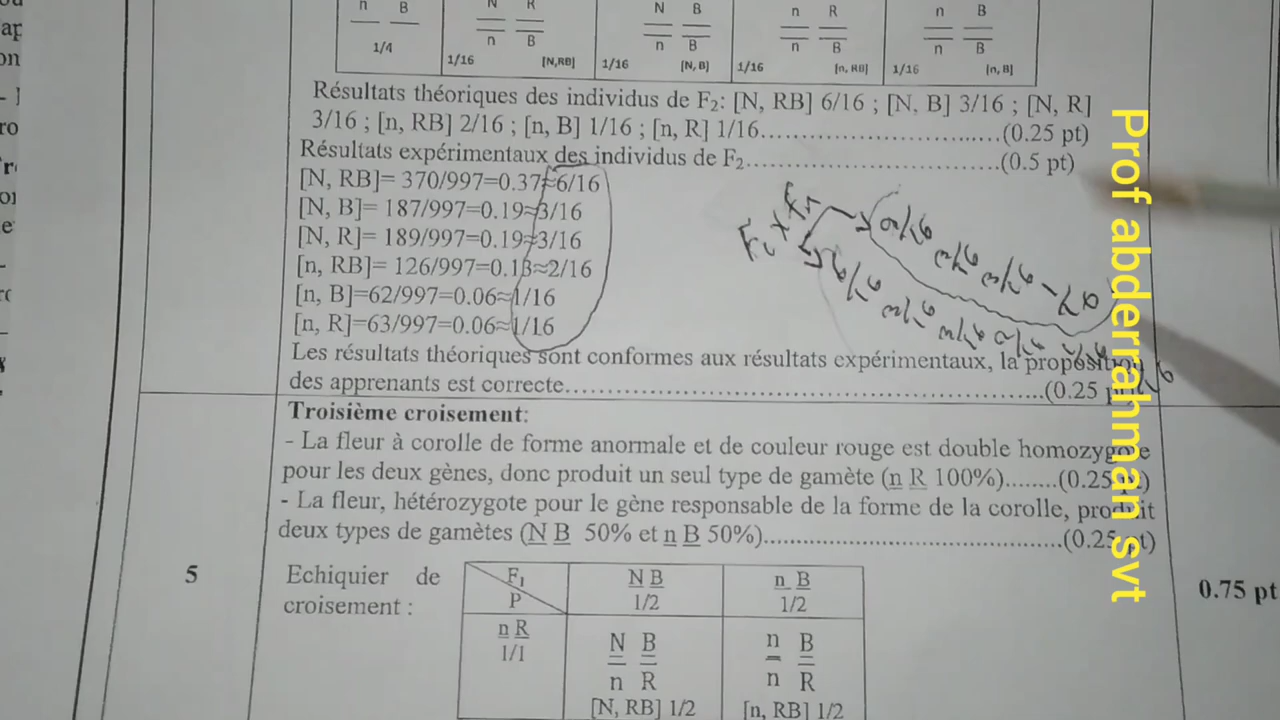 n B N R N B n R n B
1/4 n B n B n B n B
1/16 [N,RB] 1/16 [N, B] 1/16 [n, RB] 1/16 [n, B]
Résultats théoriques des individus de F₂: [N, RB] 6/16 ; [N, B] 3/16 ; [N, R]
3/16 ; [n, RB] 2/16 ; [n, B] 1/16 ; [n, R] 1/16..............................(0.25 pt)
Résultats expérimentaux des individus de F₂................................(0.5 pt)
[N, RB]= 370/997=0.37≈6/16
[N, B]= 187/997=0.19≈3/16
[N, R]= 189/997=0.19≈3/16
[n, RB]= 126/997=0.13≈2/16
[n, B]=62/997=0.06≈1/16
[n, R]=63/997=0.06≈1/16
Les résultats théoriques sont conformes aux résultats expérimentaux, la proposition
des apprenants est correcte............................................................(0.25 pt)
Troisième croisement:
- La fleur à corolle de forme anormale et de couleur rouge est double homozygote
pour les deux gènes, donc produit un seul type de gamète (n R 100%)........(0.25 pt)
- La fleur, hétérozygote pour le gène responsable de la forme de la corolle, produit
deux types de gamètes (N B 50% et n B 50%)......................................(0.25 pt)
5
0.75 pt
Echiquier de
croisement :
F₁ N B n B
P 1/2 1/2
n R N B n B
1/1 n R n R
[N, RB] 1/2 [n, RB] 1/2
Prof abderrahman svt